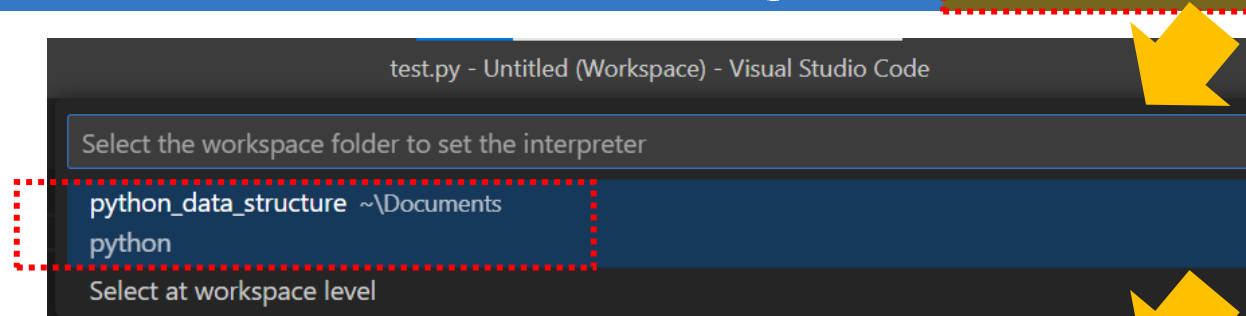 test.py - Untitled (Workspace) - Visual Studio Code
Select the workspace folder to set the interpreter
python_data_structure ~\Documents
python
Select at workspace level